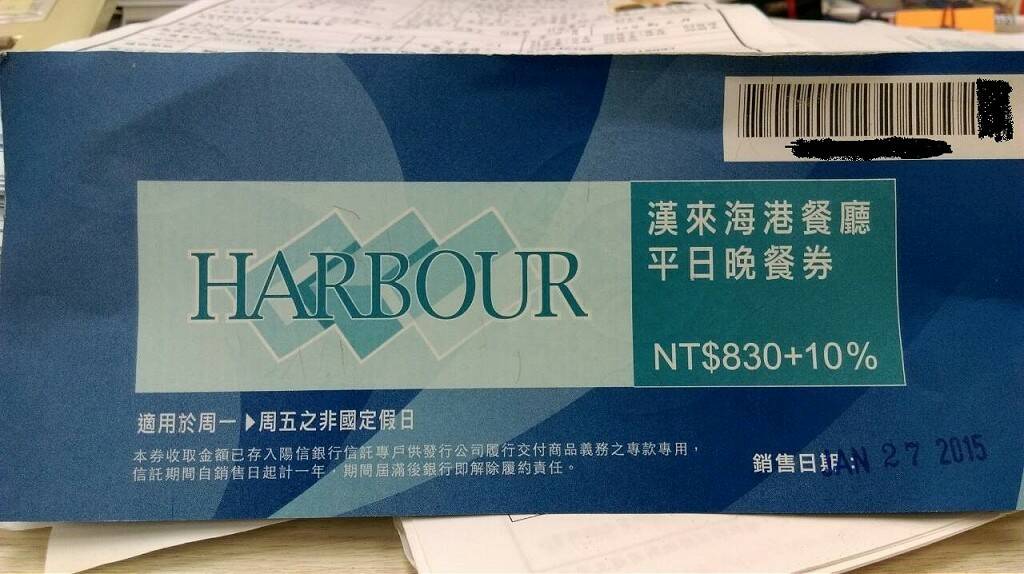 HARBOUR
漢來海港餐廳
平日晚餐券
NT$830+10%
適用於周一▶周五之非國定假日
本券收取金額已存入陽信銀行信託專戶供發行公司履行交付商品義務之專款專用，
信託期間自銷售日起計一年，期間屆滿後銀行即解除履約責任。
銷售日期：JAN 27 2015